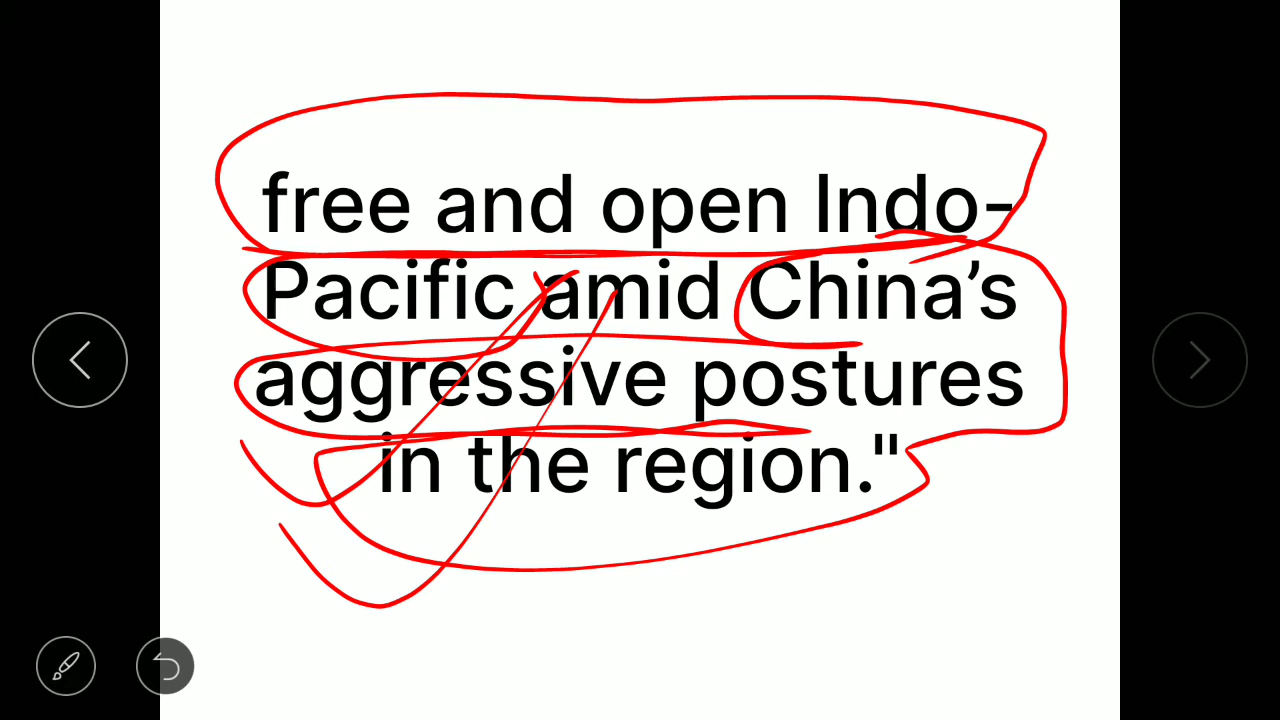 free and open Indo-
Pacific amid China’s
aggressive postures
in the region."